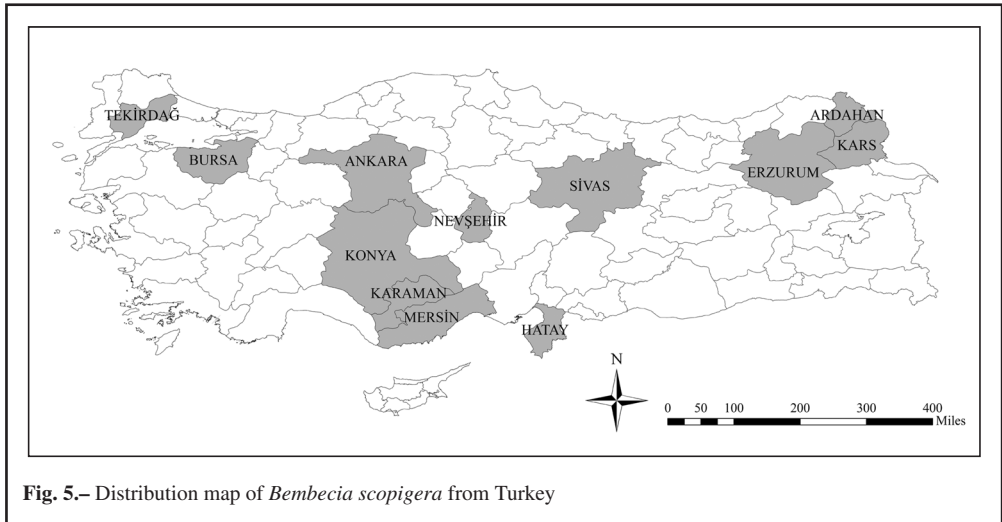 TEKİRDAĞ
ARDAHAN
KARS
BURSA
ANKARA
ERZURUM
SİVAS
NEVŞEHİR
KONYA
KARAMAN
MERSİN
HATAY
N
0 50 100 200 300 400
Miles
Fig. 5.– Distribution map of Bembecia scopigera from Turkey